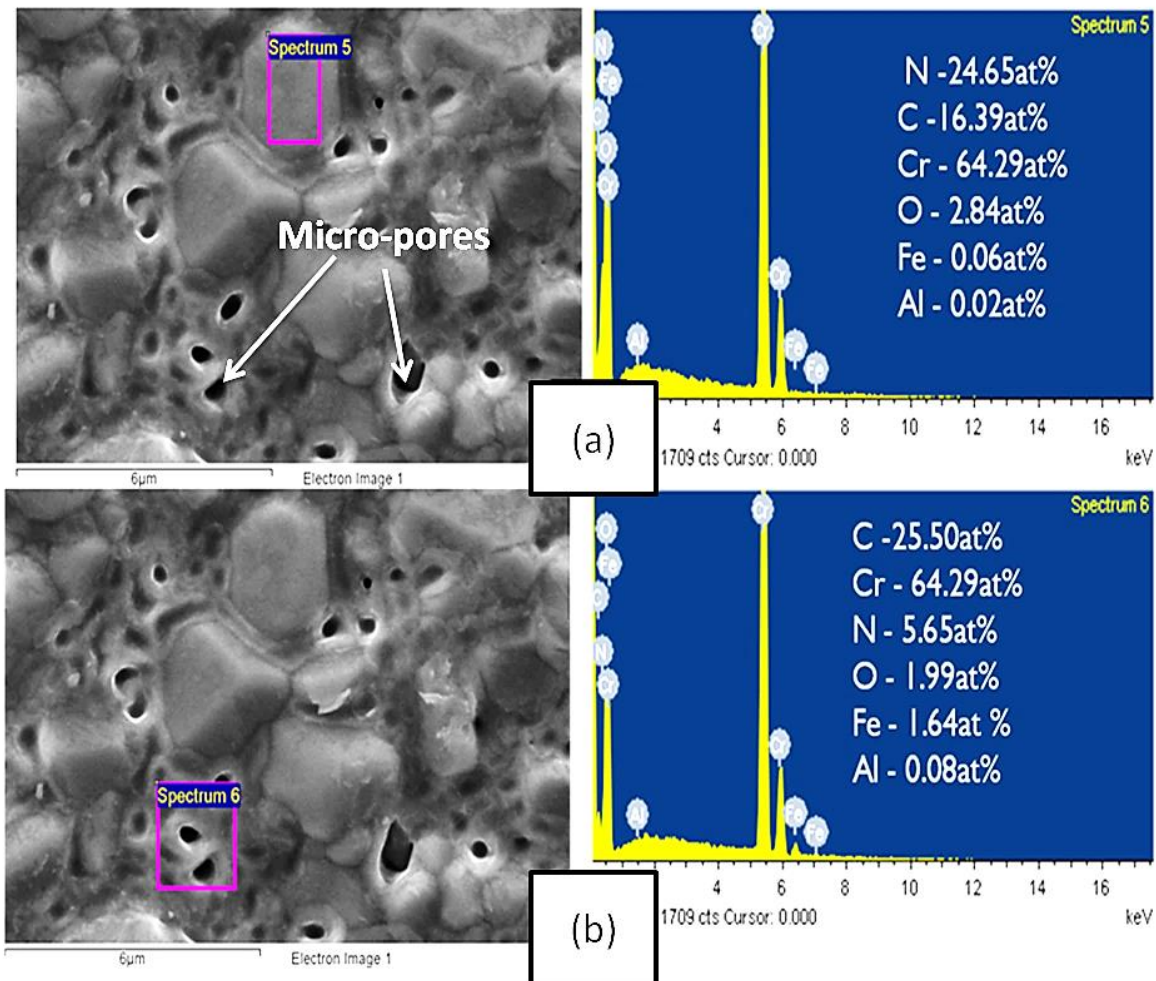 Spectrum 5
Micro-pores
6µm
Electron Image 1
Spectrum 5
N
Fe
C
O
Cr
Al
Cr
Cr
Fe
Fe
N -24.65at%
C -16.39at%
Cr - 64.29at%
O - 2.84at%
Fe - 0.06at%
Al - 0.02at%
4 6 8 10 12 14 16
1709 cts Cursor: 0.000
keV
(a)
Spectrum 6
6µm
Electron Image 1
Spectrum 6
O
Fe
C
N
Cr
Al
Cr
Cr
Fe
Fe
C -25.50at%
Cr - 64.29at%
N - 5.65at%
O - 1.99at%
Fe - 1.64at %
Al - 0.08at%
4 6 8 10 12 14 16
1709 cts Cursor: 0.000
keV
(b)